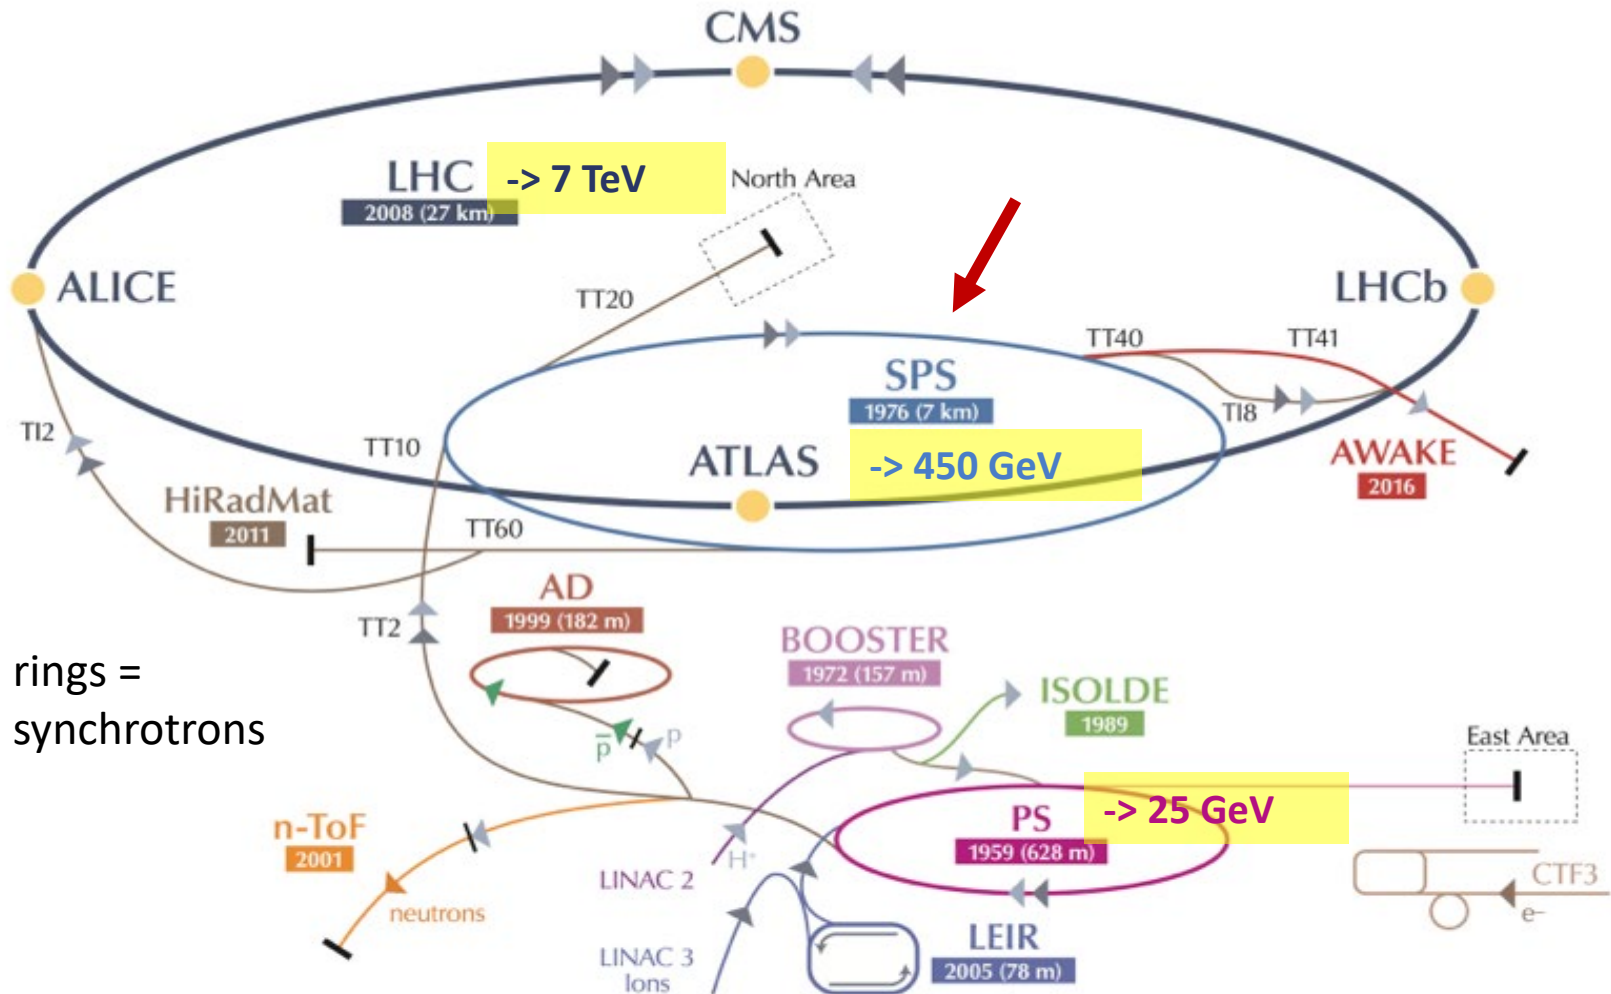 CMS
LHC
-> 7 TeV
2008 (27 km)
North Area
ALICE
TT20
LHCb
TT40
TT41
SPS
1976 (7 km)
TI8
TI2
TT10
ATLAS
-> 450 GeV
AWAKE
2016
HiRadMat
2011
TT60
AD
1999 (182 m)
TT2
BOOSTER
1972 (157 m)
rings =
synchrotrons
ISOLDE
1989
p̅
p
East Area
n-ToF
2001
PS
-> 25 GeV
1959 (628 m)
H⁺
LINAC 2
neutrons
CTF3
e–
LEIR
2005 (78 m)
LINAC 3
Ions